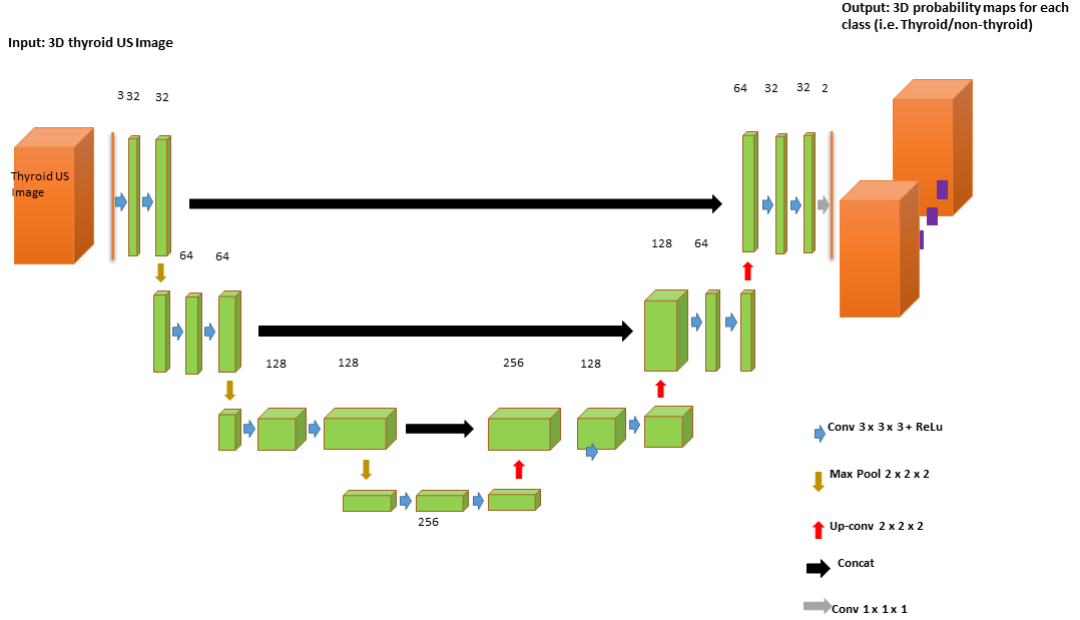 Output: 3D probability maps for each
class (i.e. Thyroid/non-thyroid)
Input: 3D thyroid US Image
3 32 32
64 32 32 2
Thyroid US
Image
64 64
128 64
128 128
256 128
256
Conv 3 x 3 x 3 + ReLu
Max Pool 2 x 2 x 2
Up-conv 2 x 2 x 2
Concat
Conv 1 x 1 x 1